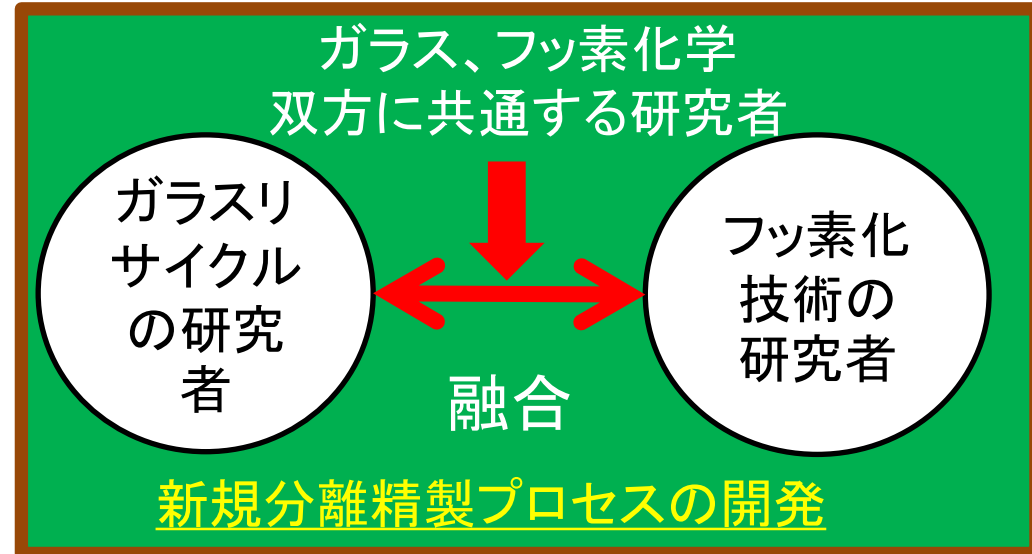 ガラス、フッ素化学
双方に共通する研究者
ガラスリ
サイクル
の研究
者
フッ素化
技術の
研究者
融合
新規分離精製プロセスの開発